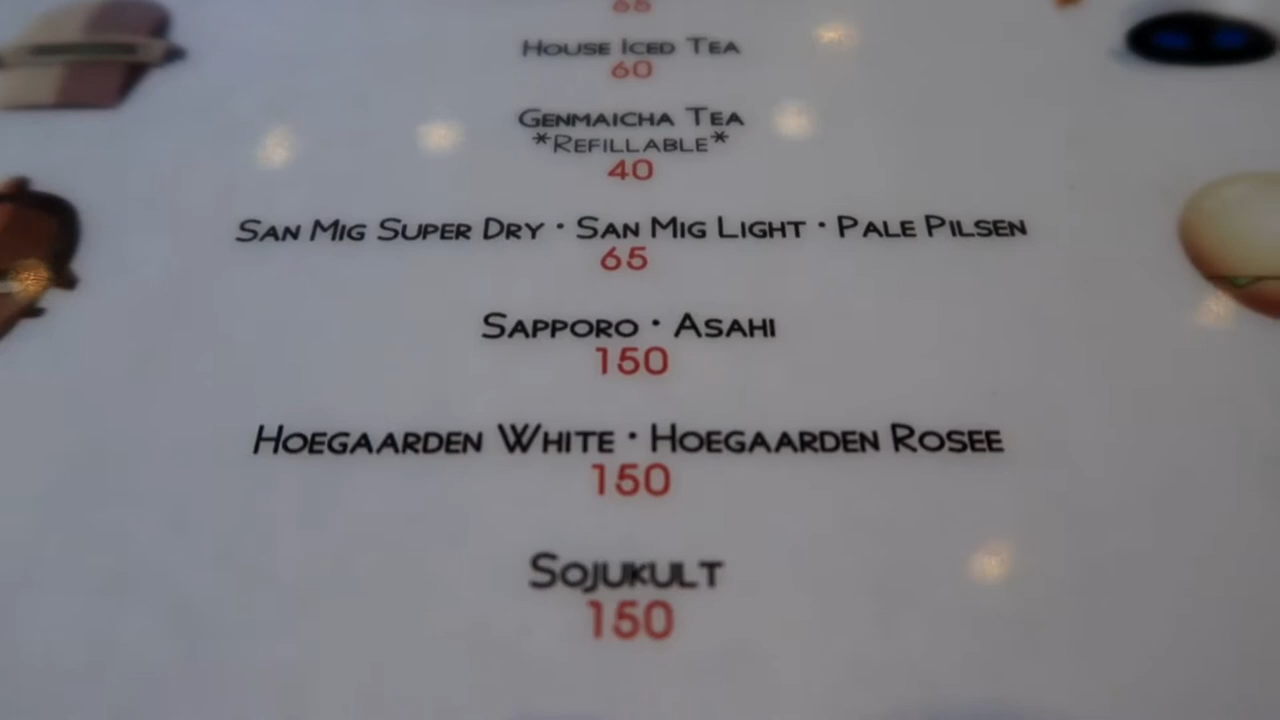 House Iced Tea
60
Genmaicha Tea
*Refillable*
40
San Mig Super Dry · San Mig Light · Pale Pilsen
65
Sapporo · Asahi
150
Hoegaarden White · Hoegaarden Rosee
150
Sojukult
150